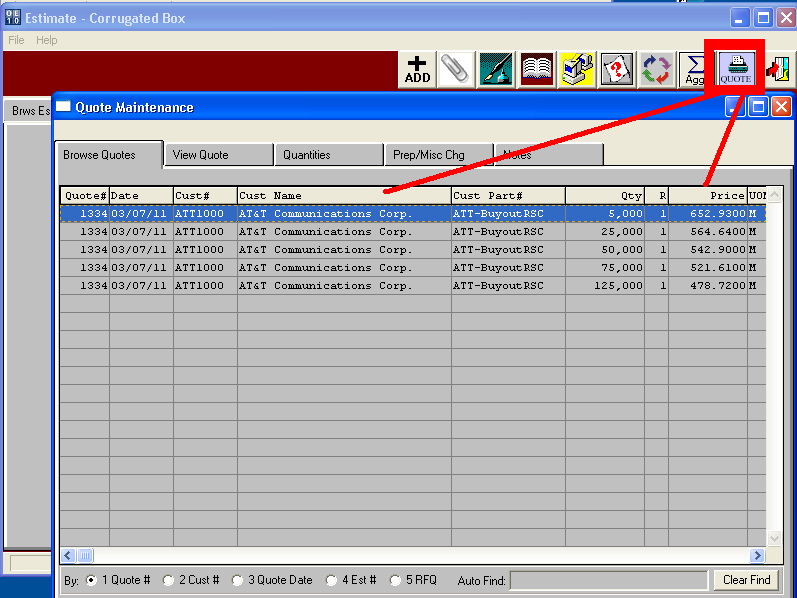 Estimate - Corrugated Box
File Help
ADD
Agg
QUOTE
Brws Es
Quote Maintenance
Browse Quotes View Quote Quantities Prep/Misc Chg Notes
Quote# Date Cust# Cust Name Cust Part# Qty R Price UOM
1334 03/07/11 ATT1000 AT&T Communications Corp. ATT-BuyoutRSC 5,000 1 652.9300 M
1334 03/07/11 ATT1000 AT&T Communications Corp. ATT-BuyoutRSC 25,000 1 564.6400 M
1334 03/07/11 ATT1000 AT&T Communications Corp. ATT-BuyoutRSC 50,000 1 542.9000 M
1334 03/07/11 ATT1000 AT&T Communications Corp. ATT-BuyoutRSC 75,000 1 521.6100 M
1334 03/07/11 ATT1000 AT&T Communications Corp. ATT-BuyoutRSC 125,000 1 478.7200 M
By: 1 Quote # 2 Cust # 3 Quote Date 4 Est # 5 RFQ Auto Find: Clear Find